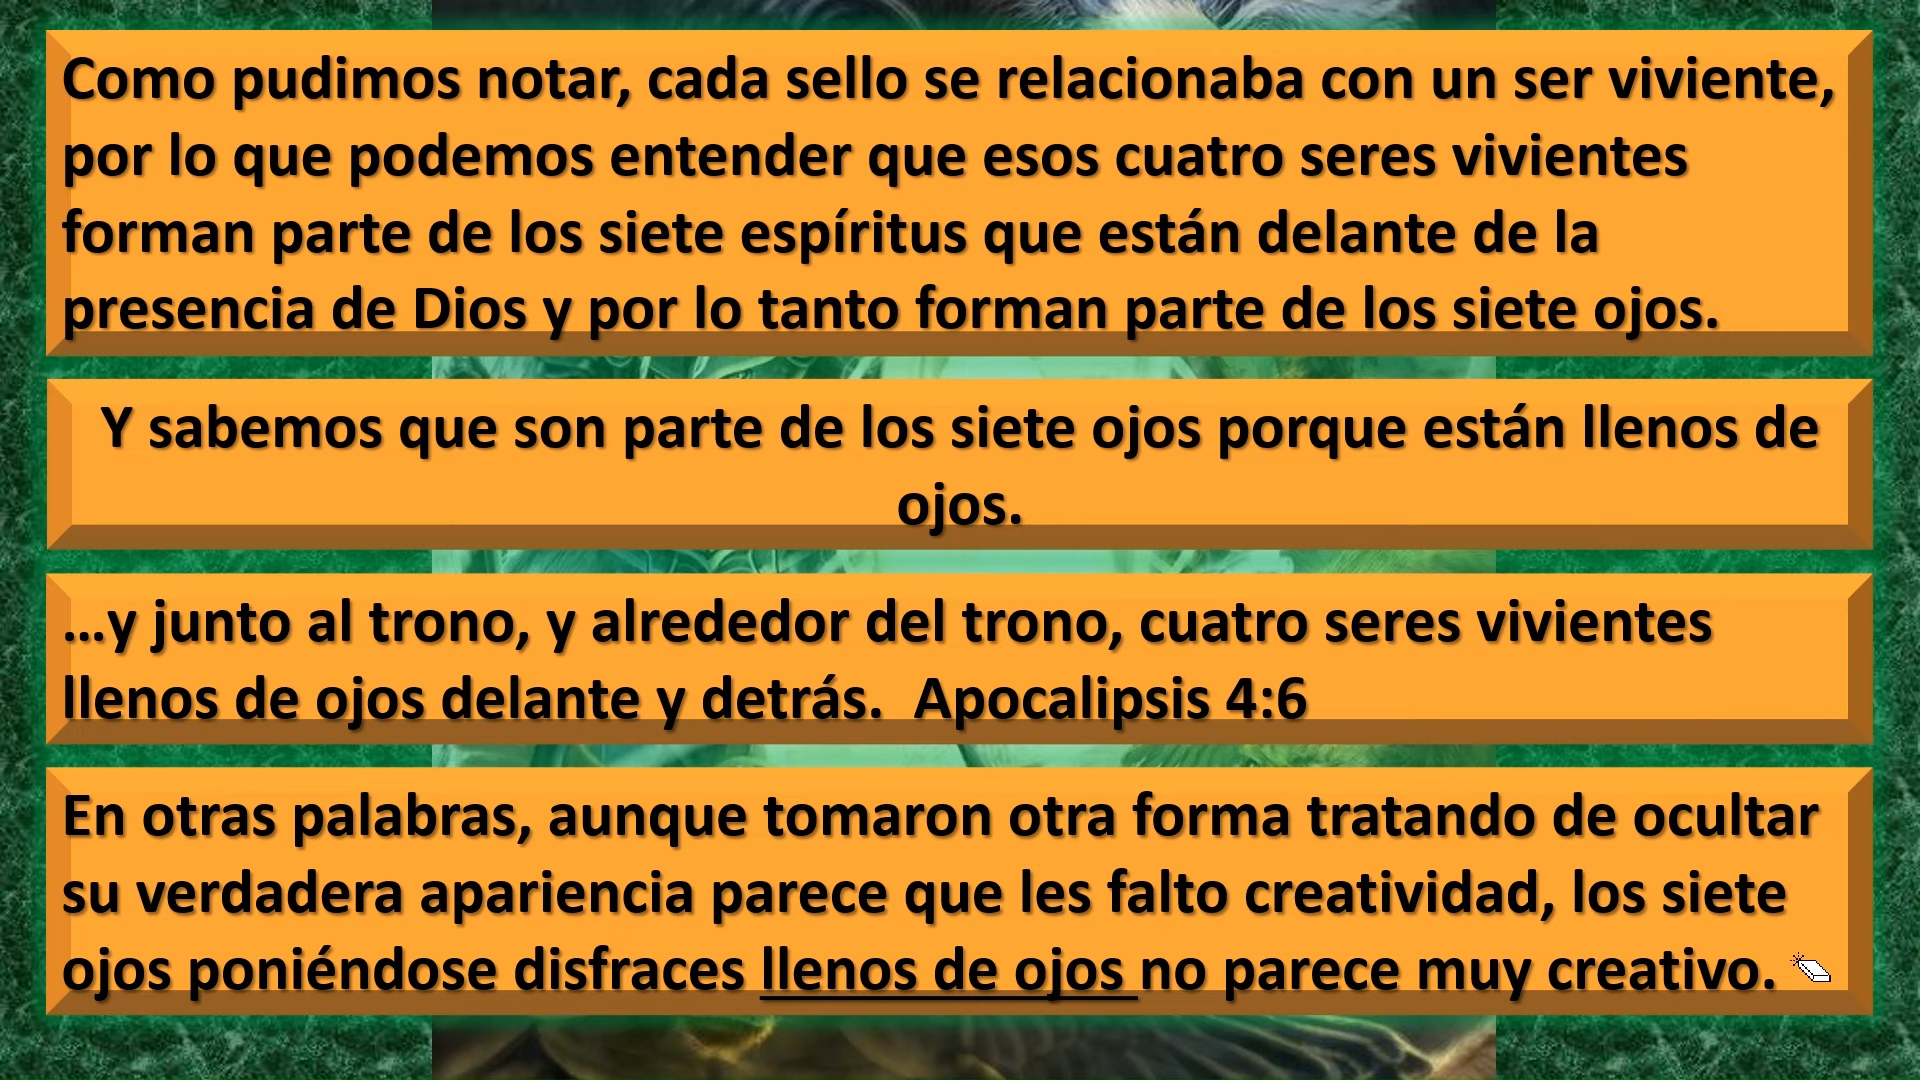 Como pudimos notar, cada sello se relacionaba con un ser viviente,
por lo que podemos entender que esos cuatro seres vivientes
forman parte de los siete espíritus que están delante de la
presencia de Dios y por lo tanto forman parte de los siete ojos.
Y sabemos que son parte de los siete ojos porque están llenos de
ojos.
…y junto al trono, y alrededor del trono, cuatro seres vivientes
llenos de ojos delante y detrás.  Apocalipsis 4:6
En otras palabras, aunque tomaron otra forma tratando de ocultar
su verdadera apariencia parece que les falto creatividad, los siete
ojos poniéndose disfraces llenos de ojos no parece muy creativo.